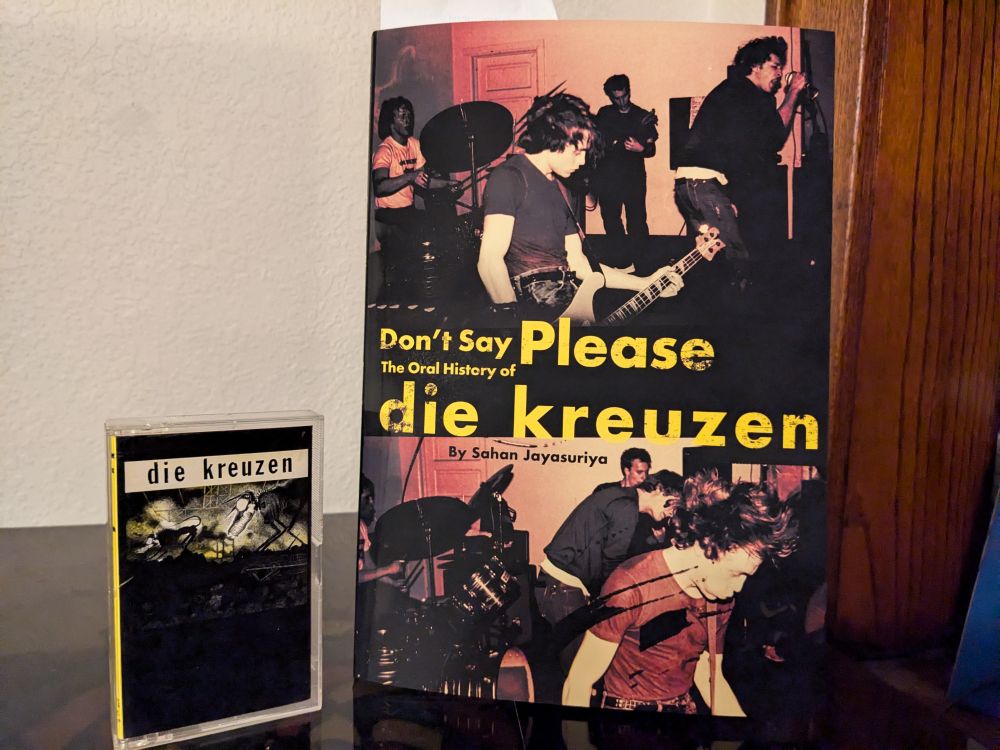 die kreuzen
Don't Say Please
The Oral History of
die kreuzen
By Sahan Jayasuriya